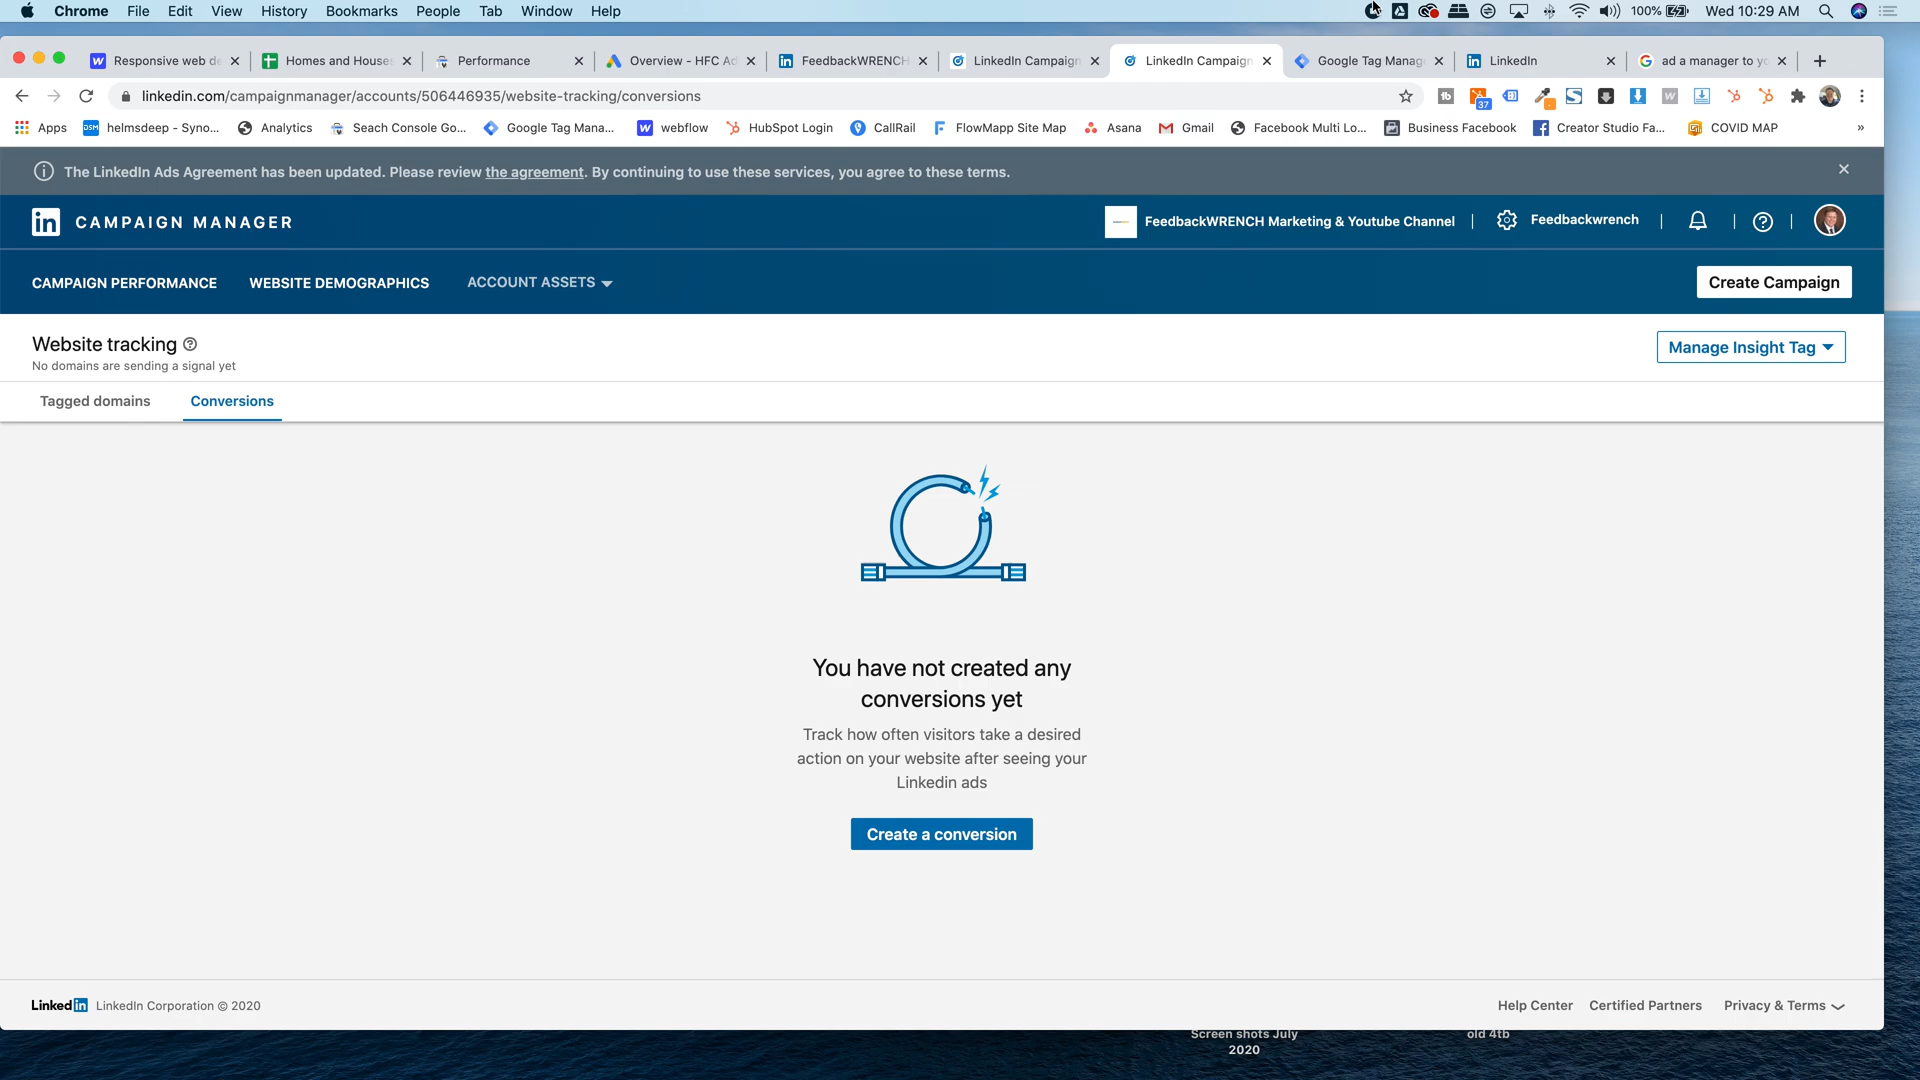 Chrome File Edit View History Bookmarks People Tab Window Help 100% Wed 10:29 AM
Responsive web de Homes and Houses Performance Overview - HFC Ad FeedbackWRENCH LinkedIn Campaign LinkedIn Campaign Google Tag Manag LinkedIn ad a manager to yo
linkedin.com/campaignmanager/accounts/506446935/website-tracking/conversions 37
Apps DSM helmsdeep - Syno... Analytics Seach Console Go... Google Tag Mana... webflow HubSpot Login CallRail FlowMapp Site Map Asana Gmail Facebook Multi Lo... Business Facebook Creator Studio Fa... COVID MAP »
The LinkedIn Ads Agreement has been updated. Please review the agreement. By continuing to use these services, you agree to these terms.
in CAMPAIGN MANAGER FeedbackWRENCH Marketing & Youtube Channel Feedbackwrench
CAMPAIGN PERFORMANCE WEBSITE DEMOGRAPHICS ACCOUNT ASSETS Create Campaign
Website tracking
Manage Insight Tag
No domains are sending a signal yet
Tagged domains Conversions
You have not created any
conversions yet
Track how often visitors take a desired
action on your website after seeing your
Linkedin ads
Create a conversion
Linkedin LinkedIn Corporation © 2020 Help Center Certified Partners Privacy & Terms
Screen shots July
2020
old 4tb